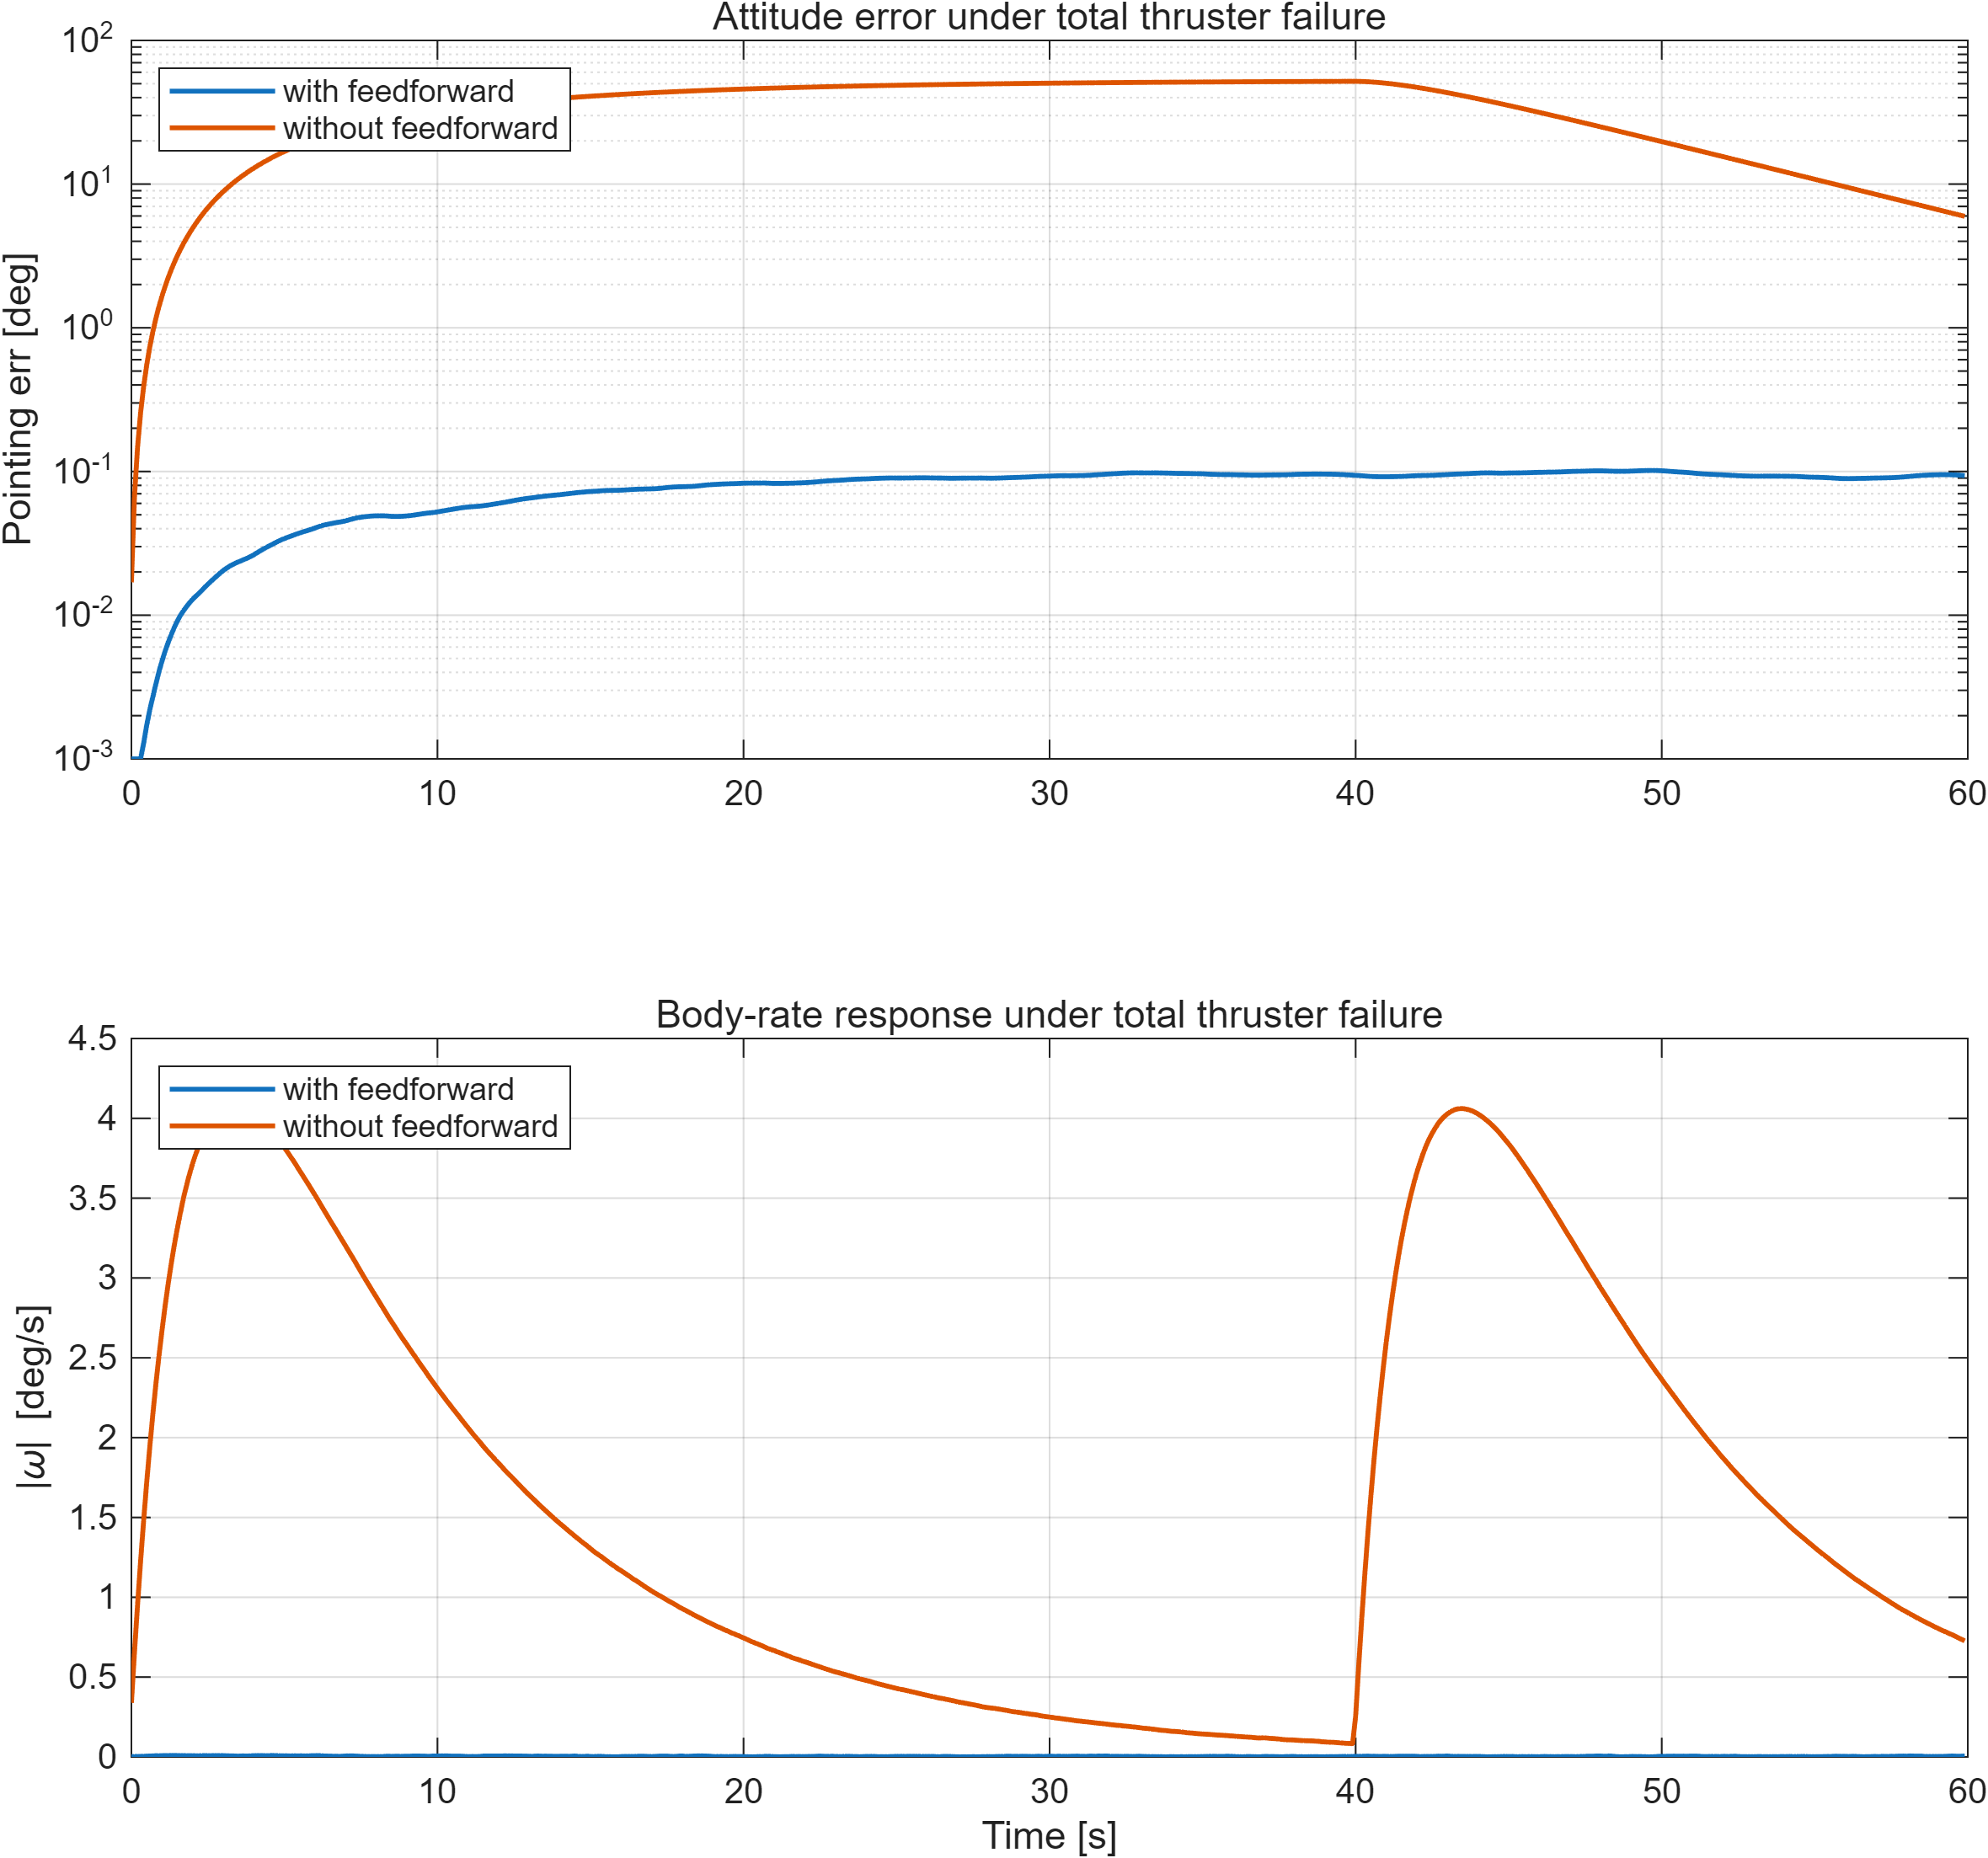 Attitude error under total thruster failure
10^2
with feedforward
without feedforward
10^1
Pointing err [deg]
10^0
10^-1
10^-2
10^-3
0 10 20 30 40 50 60
Body-rate response under total thruster failure
4.5
with feedforward
4
without feedforward
3.5
3
|ω| [deg/s]
2.5
2
1.5
1
0.5
0
0 10 20 30 40 50 60
Time [s]